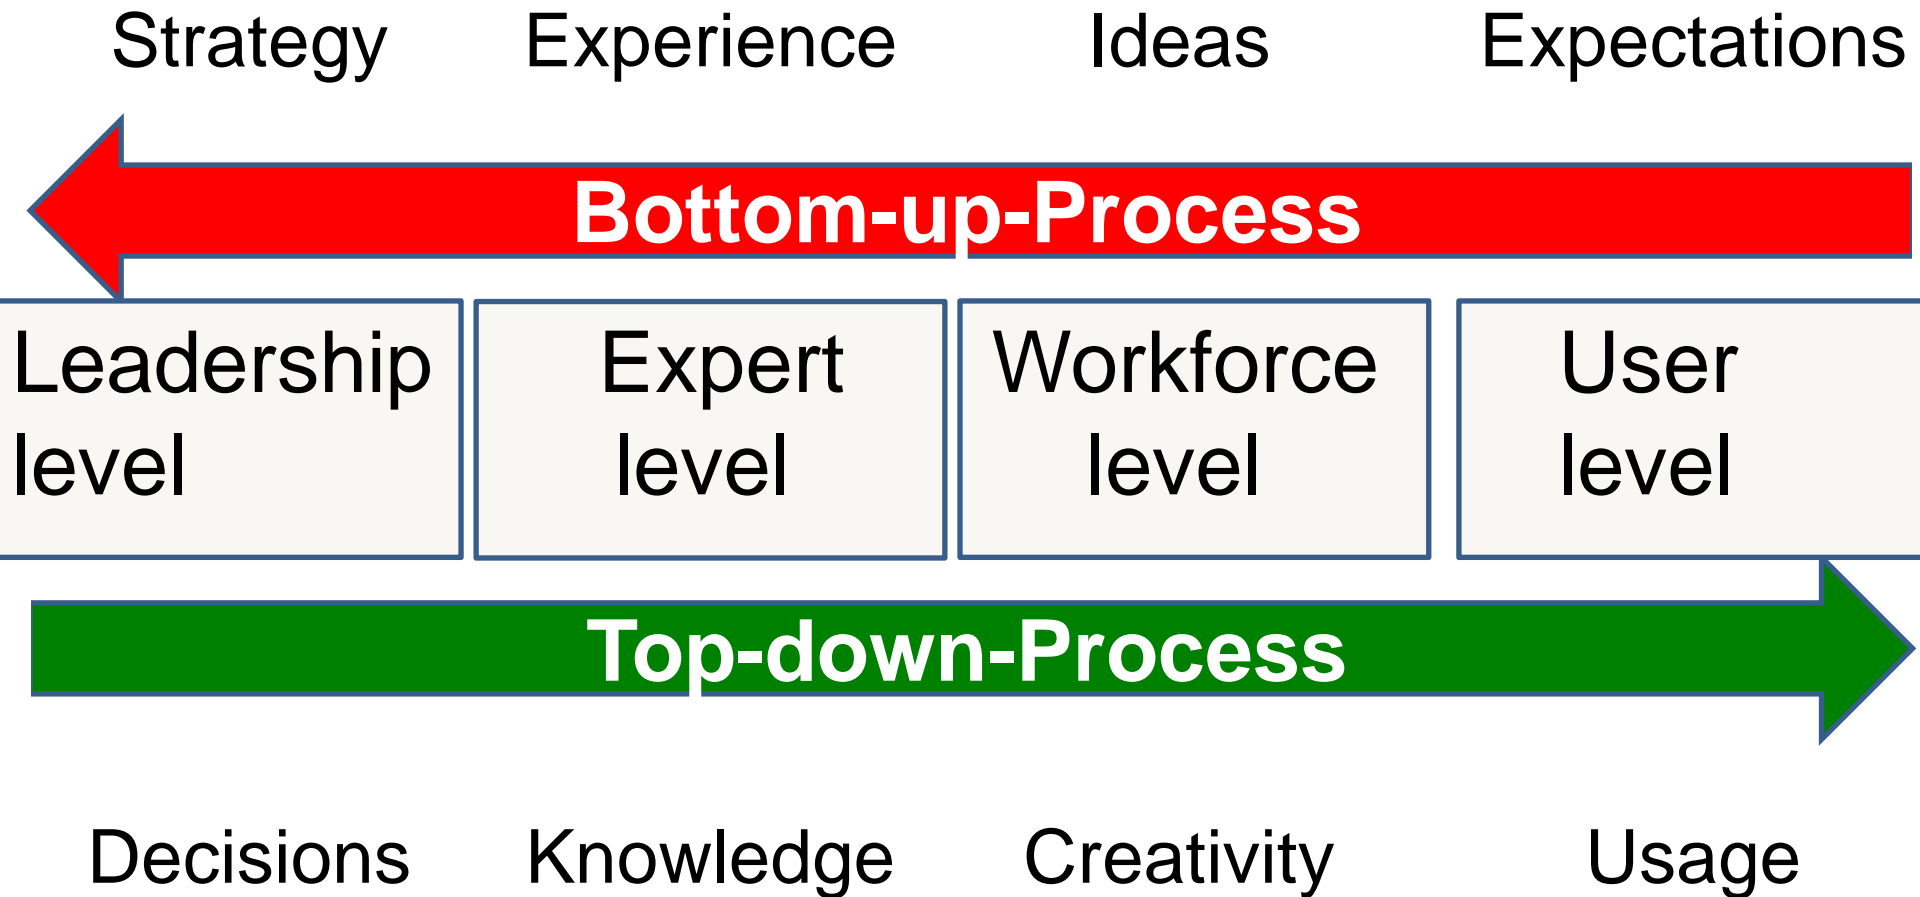 Strategy Experience Ideas Expectations
Bottom-up-Process
Leadership level
Expert level
Workforce level
User level
Top-down-Process
Decisions Knowledge Creativity Usage